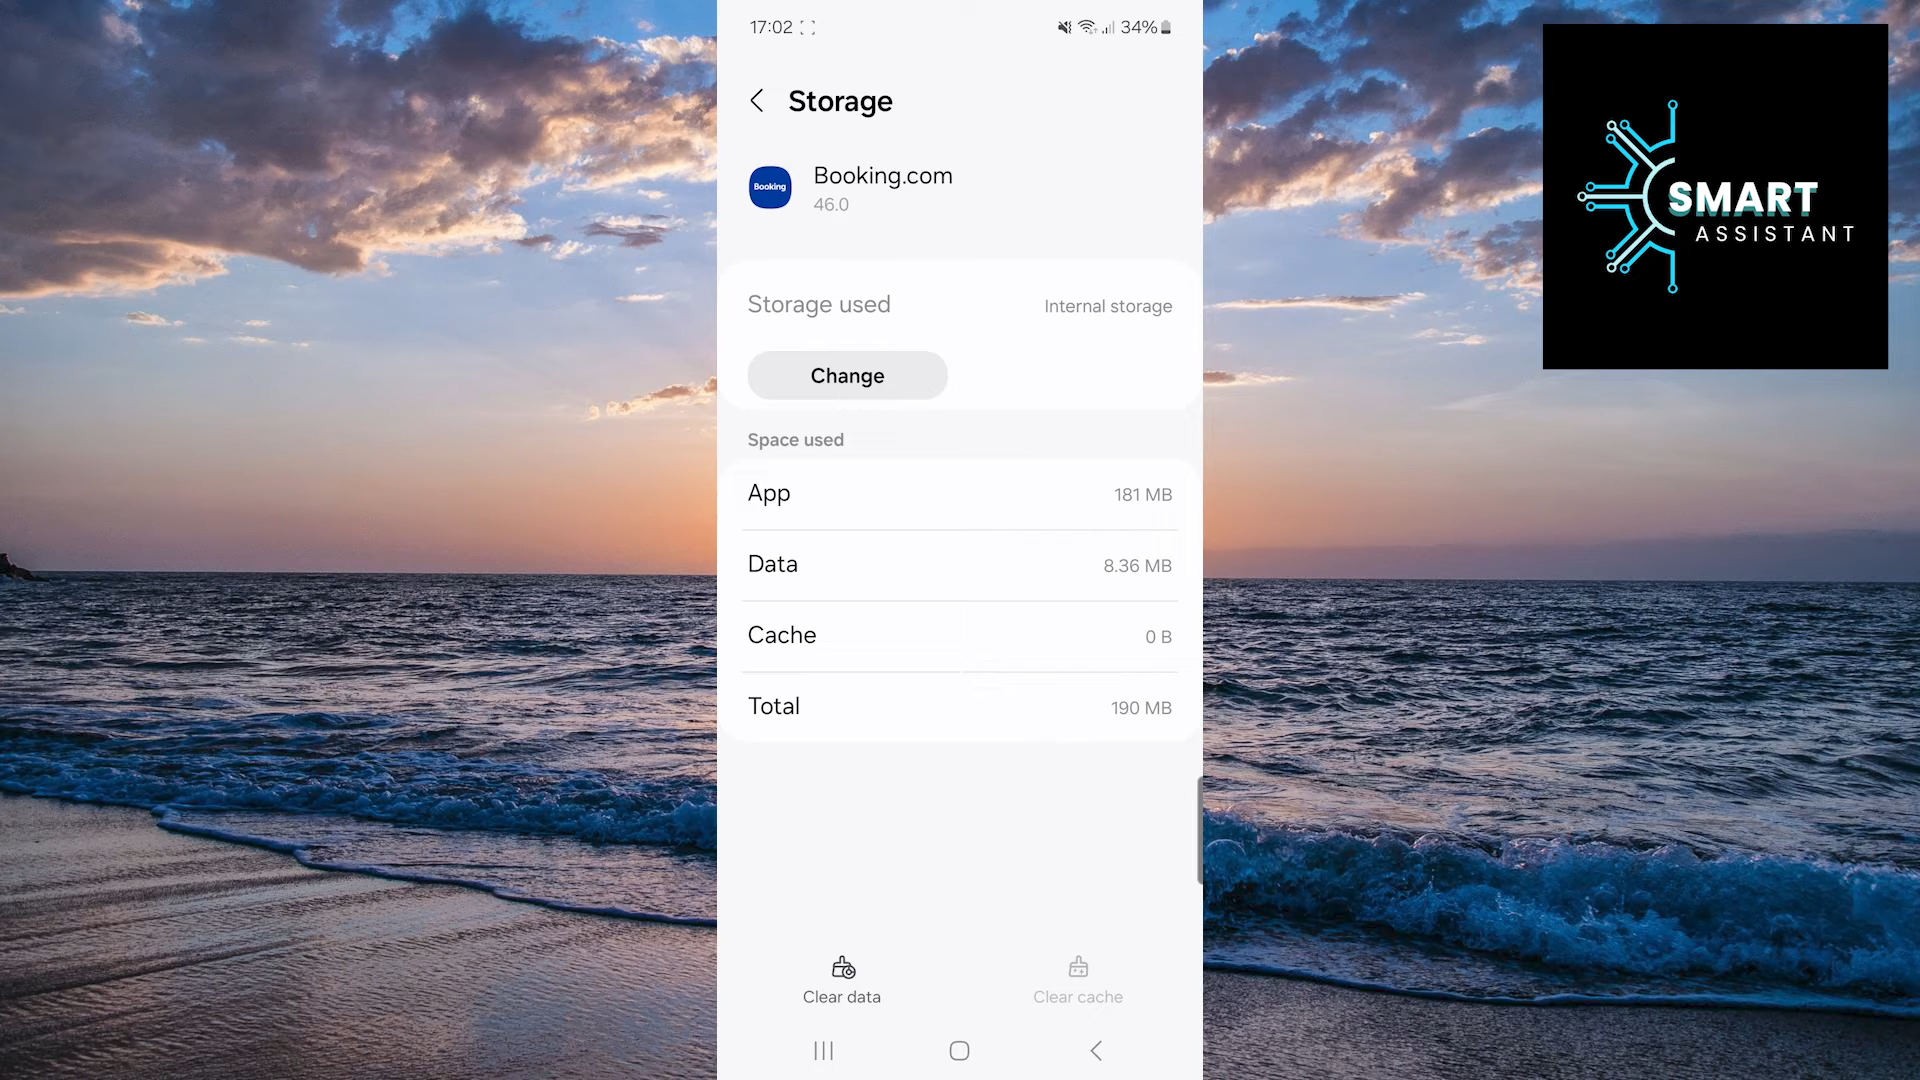 17:02
34%
Storage
Booking
Booking.com
46.0
Storage used
Internal storage
Change
Space used
App
181 MB
Data
8.36 MB
Cache
0 B
Total
190 MB
Clear data
Clear cache
SMART
ASSISTANT